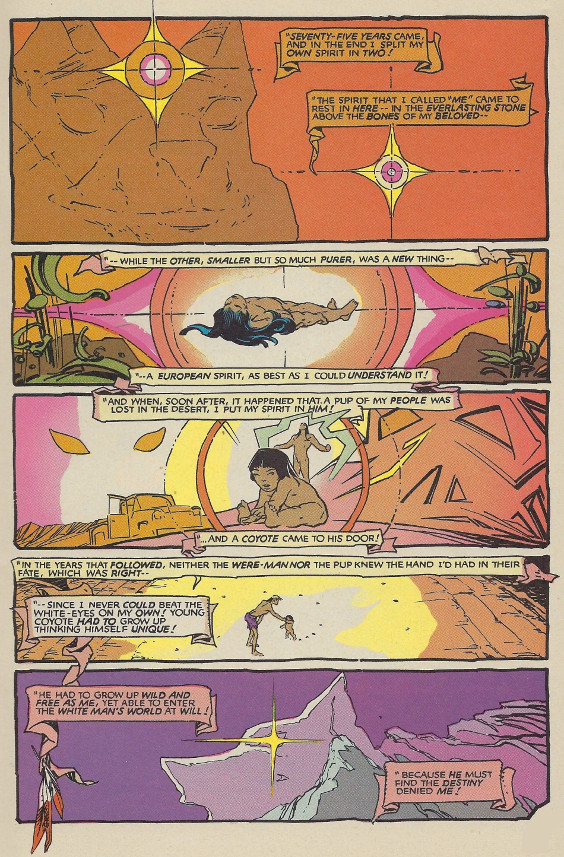 "SEVENTY-FIVE YEARS CAME,
AND IN THE END I SPLIT MY
OWN SPIRIT IN TWO!
"THE SPIRIT THAT I CALLED "ME" CAME TO
REST IN HERE-- IN THE EVERLASTING STONE
ABOVE THE BONES OF MY BELOVED--
"-- WHILE THE OTHER, SMALLER BUT SO MUCH PURER, WAS A NEW THING--
"--A EUROPEAN SPIRIT, AS BEST AS I COULD UNDERSTAND IT!
"AND WHEN, SOON AFTER, IT HAPPENED THAT A PUP OF MY PEOPLE WAS
LOST IN THE DESERT, I PUT MY SPIRIT IN HIM!
"...AND A COYOTE CAME TO HIS DOOR!
"IN THE YEARS THAT FOLLOWED, NEITHER THE WERE-MAN NOR THE PUP KNEW THE HAND I'D HAD IN THEIR
FATE, WHICH WAS RIGHT--
"--SINCE I NEVER COULD BEAT THE
WHITE-EYES ON MY OWN! YOUNG
COYOTE HAD TO GROW UP
THINKING HIMSELF UNIQUE!
"HE HAD TO GROW UP WILD AND
FREE AS ME, YET ABLE TO ENTER
THE WHITE MAN'S WORLD AT WILL!
"BECAUSE HE MUST
FIND THE DESTINY
DENIED ME!